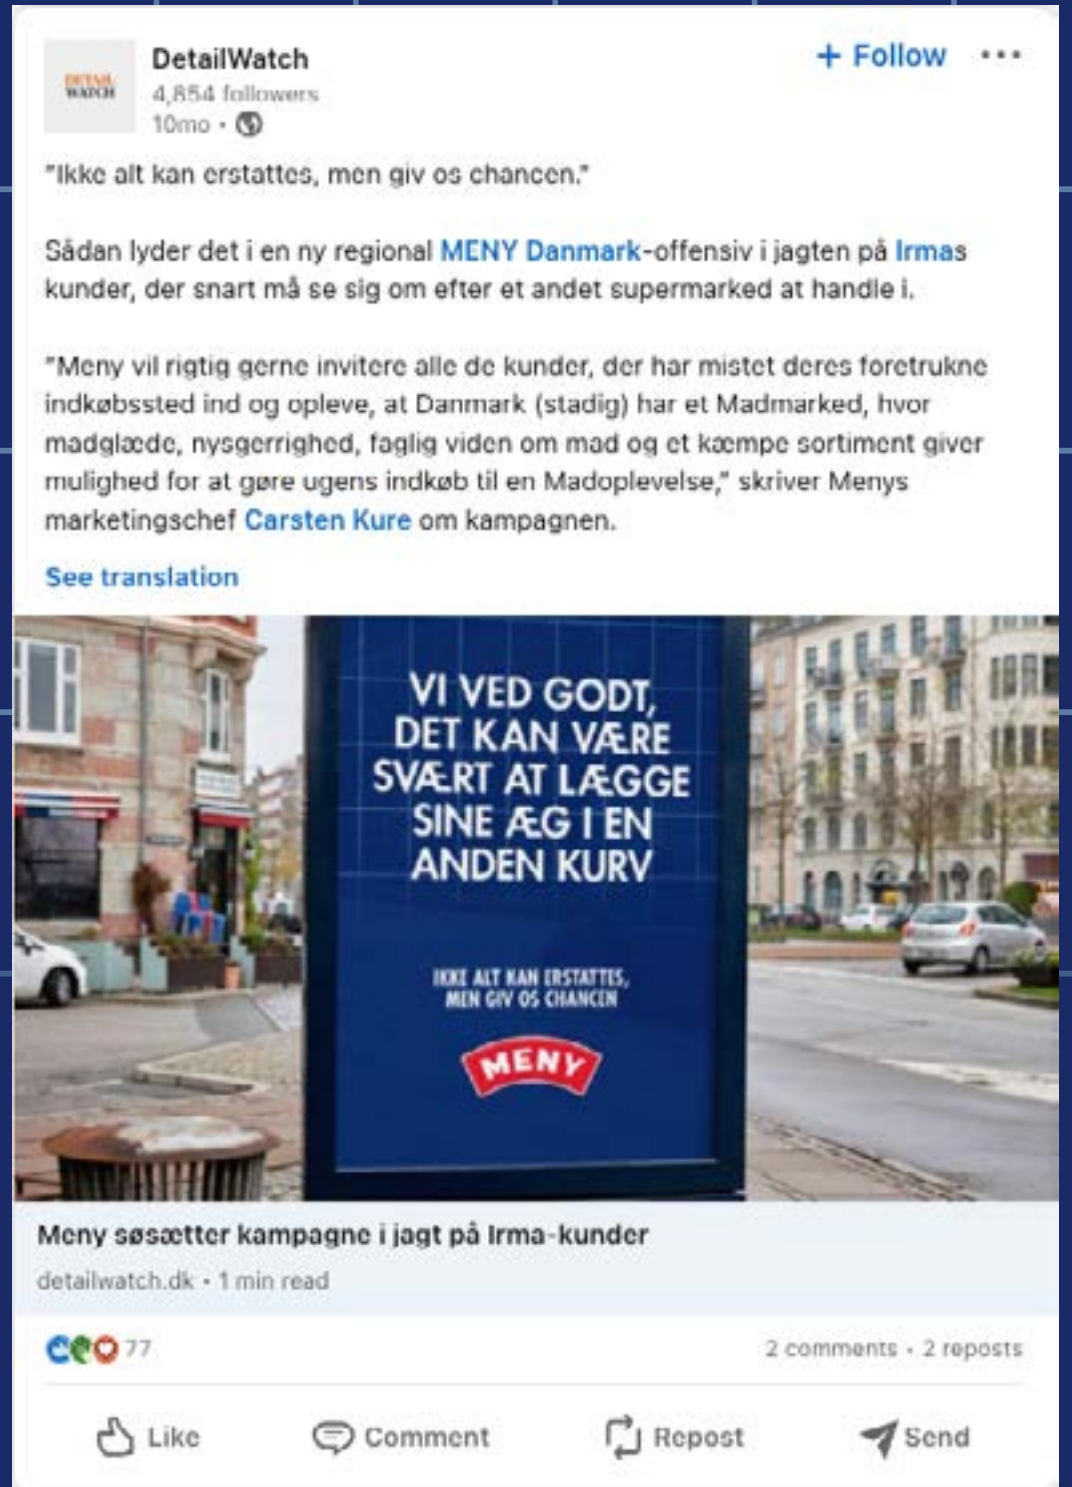 DETAIL
WATCH
DetailWatch
4,854 followers
10mo •
+ Follow
"Ikke alt kan erstattes, men giv os chancen."
Sådan lyder det i en ny regional MENY Danmark-offensiv i jagten på Irmas
kunder, der snart må se sig om efter et andet supermarked at handle i.
"Meny vil rigtig gerne invitere alle de kunder, der har mistet deres foretrukne
indkøbssted ind og opleve, at Danmark (stadig) har et Madmarked, hvor
madglæde, nysgerrighed, faglig viden om mad og et kæmpe sortiment giver
mulighed for at gøre ugens indkøb til en Madoplevelse," skriver Menys
marketingschef Carsten Kure om kampagnen.
See translation
VI VED GODT,
DET KAN VÆRE
SVÆRT AT LÆGGE
SINE ÆG I EN
ANDEN KURV
IKKE ALT KAN ERSTATTES,
MEN GIV OS CHANCEN
MENY
Meny søsætter kampagne i jagt på Irma-kunder
detailwatch.dk • 1 min read
77
2 comments • 2 reposts
Like
Comment
Repost
Send